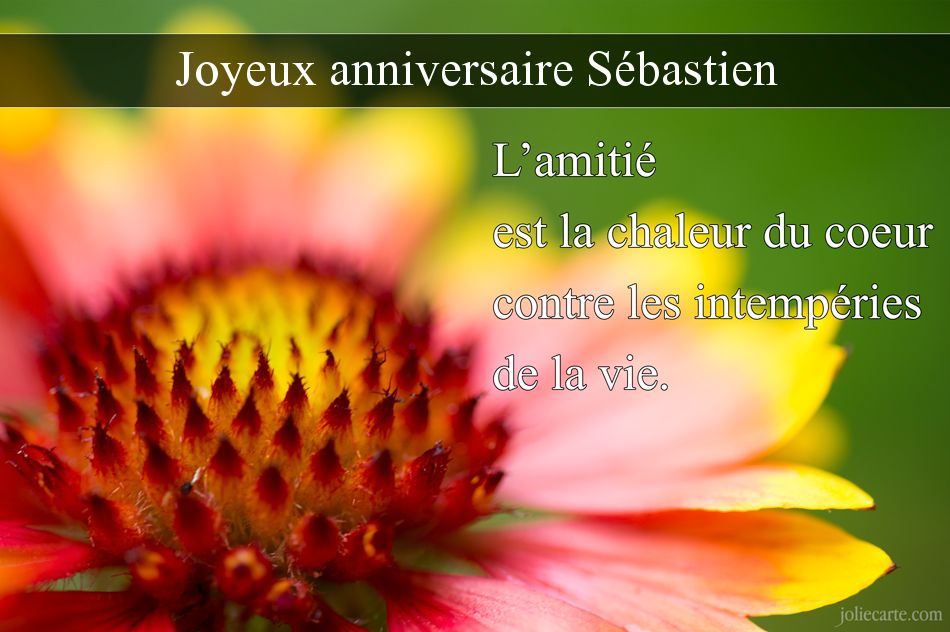 Joyeux anniversaire Sébastien
L’amitié
est la chaleur du coeur
contre les intempéries
de la vie.
joliecarte.com